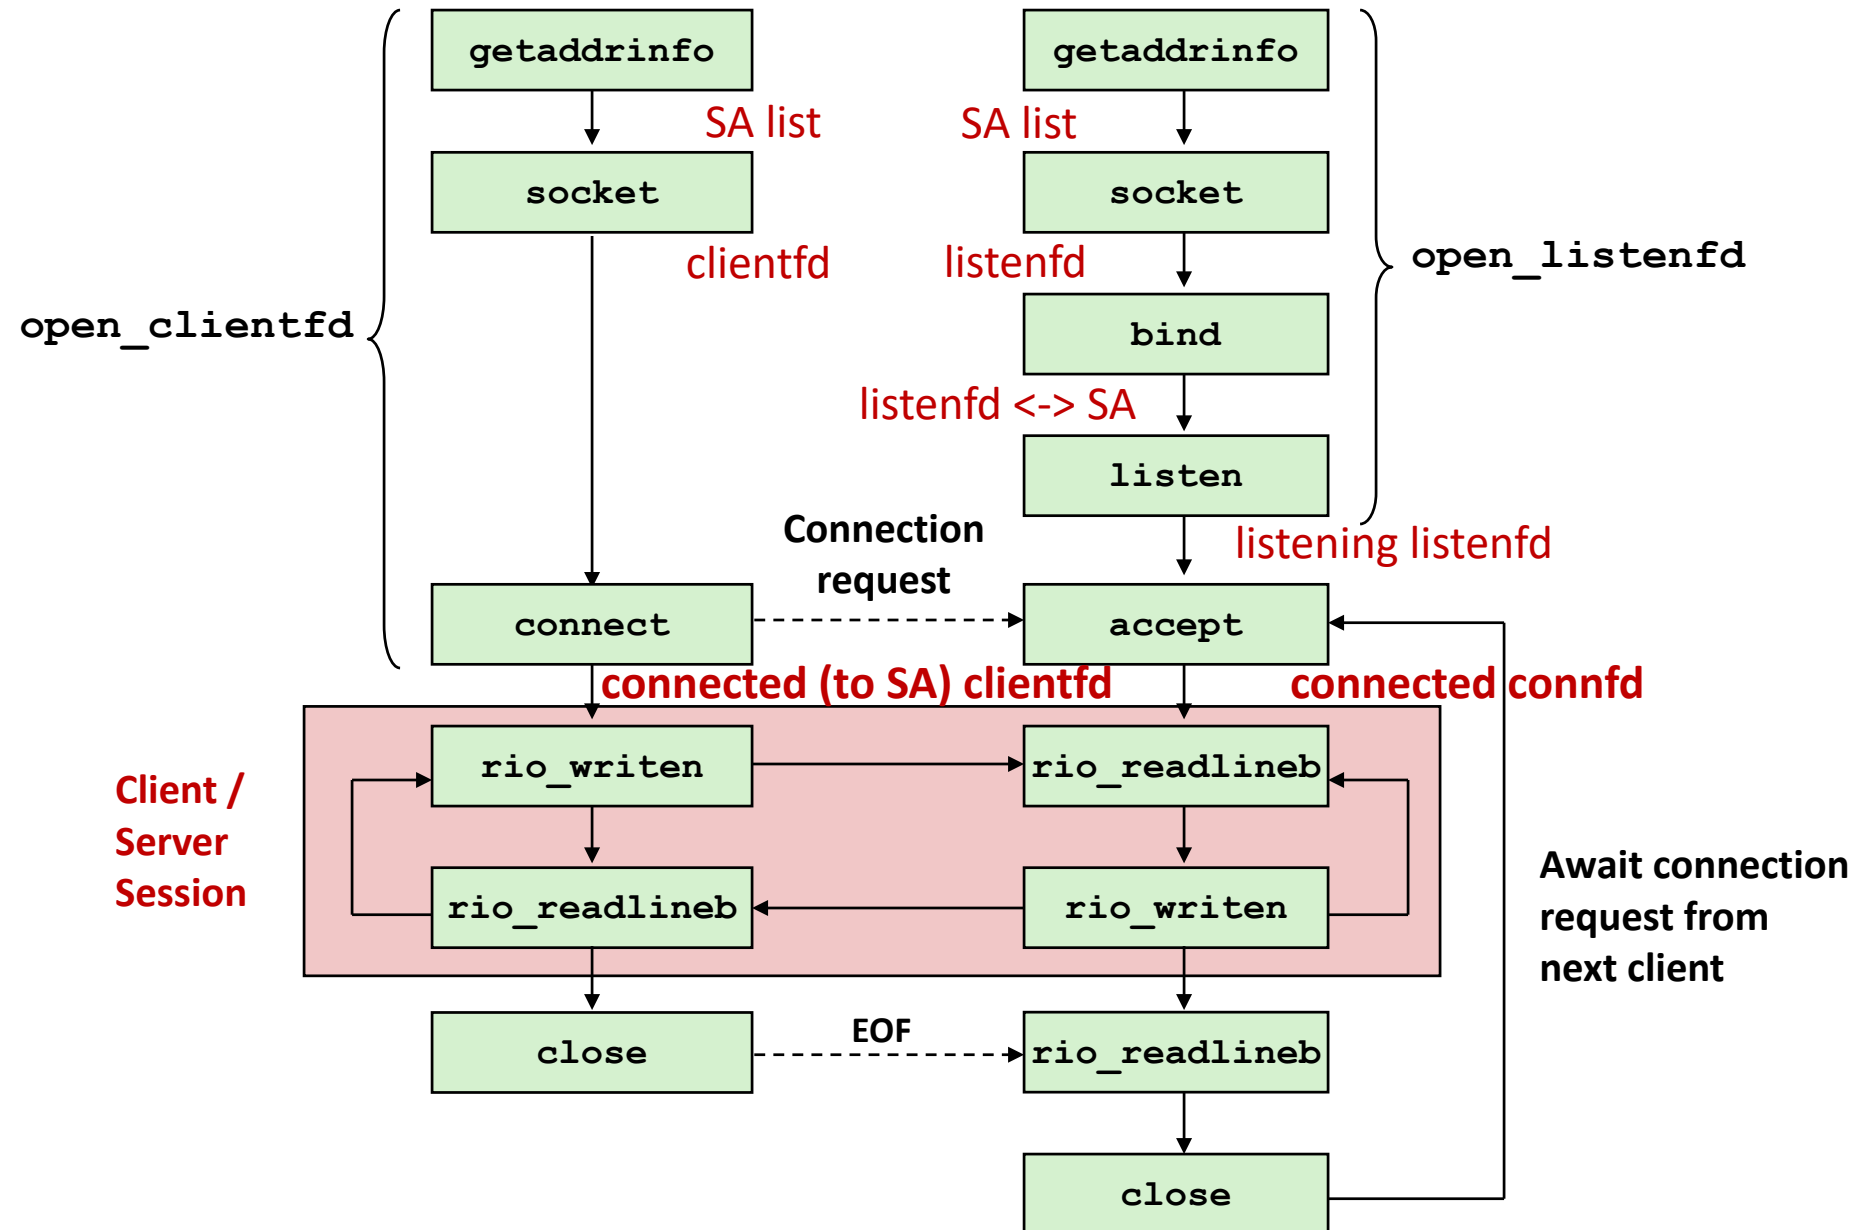 getaddrinfo
getaddrinfo
SA list
SA list
socket
socket
clientfd
listenfd
open_listenfd
open_clientfd
bind
listenfd <-> SA
listen
Connection
request
listening listenfd
connect
accept
connected (to SA) clientfd
connected connfd
Client /
Server
Session
rio_writen
rio_readlineb
rio_readlineb
rio_writen
Await connection
request from
next client
close
EOF
rio_readlineb
close